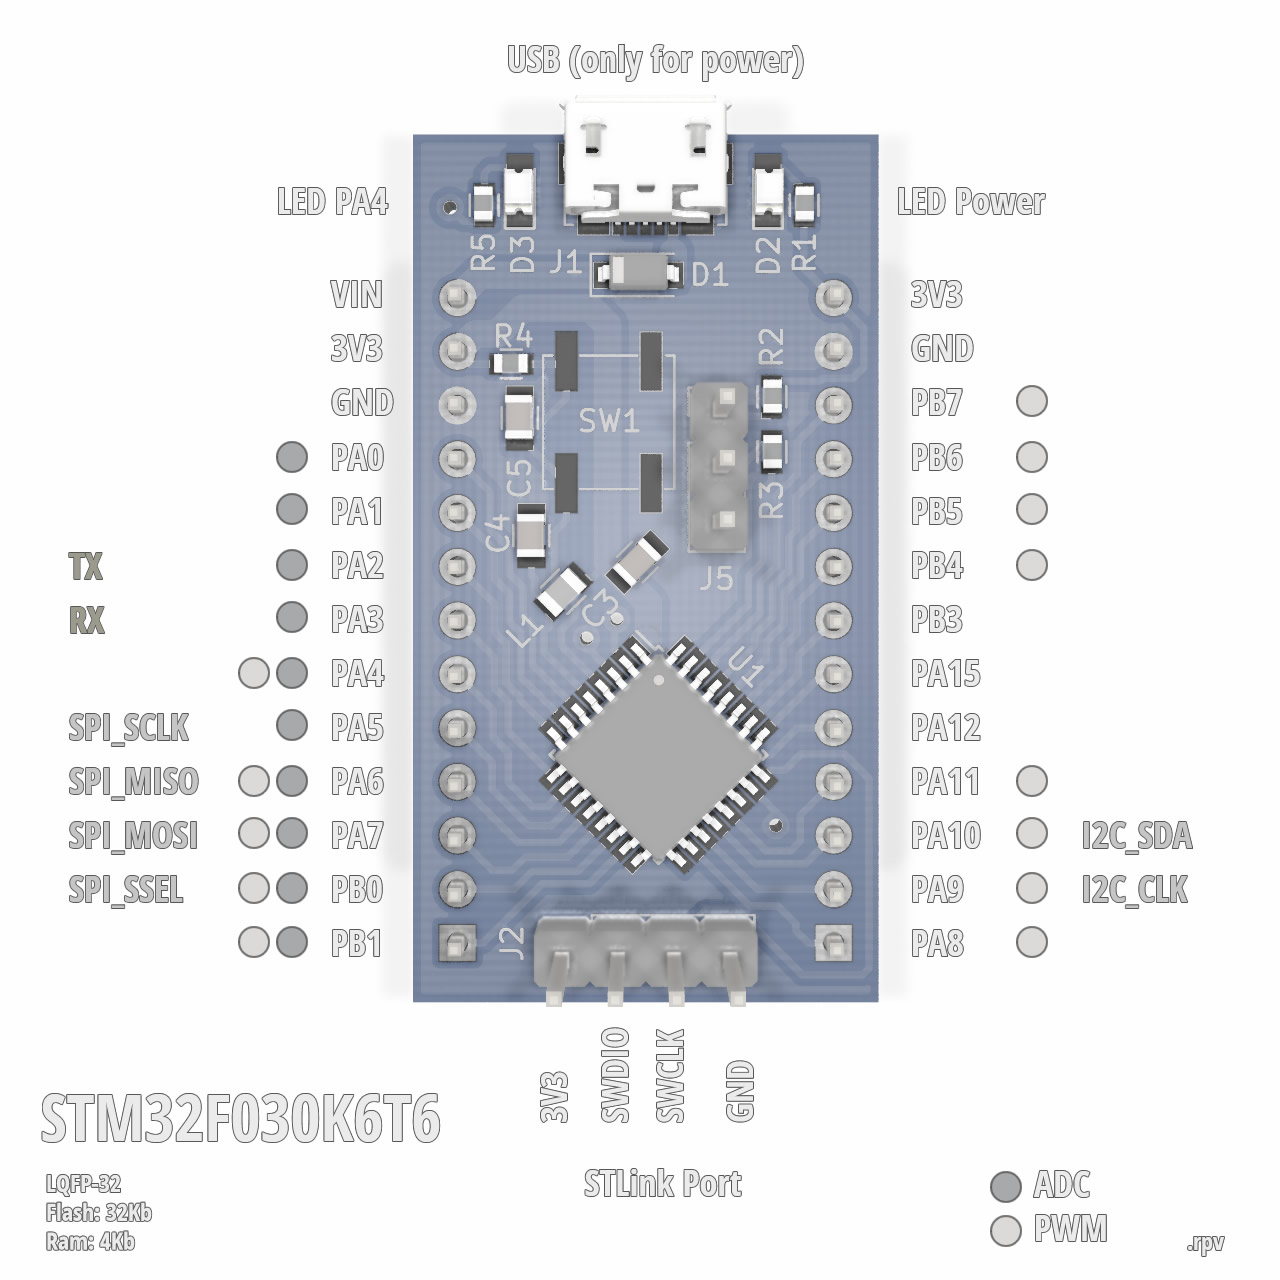 USB (only for power)
LED PA4
LED Power
R5
D3
J1
D1
D2
R1
VIN
3V3
3V3
GND
R4
R2
GND
PB7
SW1
PA0
PB6
C5
R3
PA1
PB5
C4
TX
PA2
PB4
J5
RX
PA3
PB3
L1
C3
U1
PA4
PA15
SPI_SCLK
PA5
PA12
SPI_MISO
PA6
PA11
SPI_MOSI
PA7
PA10
I2C_SDA
SPI_SSEL
PB0
PA9
I2C_CLK
PB1
J2
PA8
3V3
SWDIO
SWCLK
GND
STM32F030K6T6
LQFP-32
Flash: 32Kb
Ram: 4Kb
STLink Port
ADC
PWM
.rpv